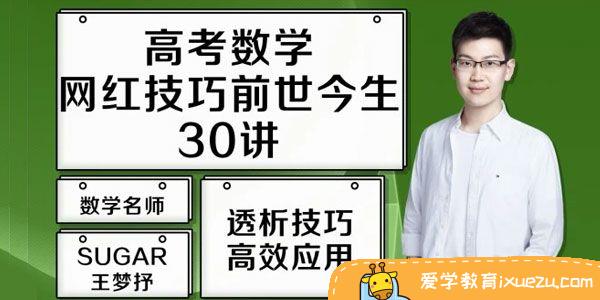 高考数学
网红技巧前世今生
30讲
数学名师
SUGAR
王梦抒
透析技巧
高效应用
爱学教育ixuezu.com